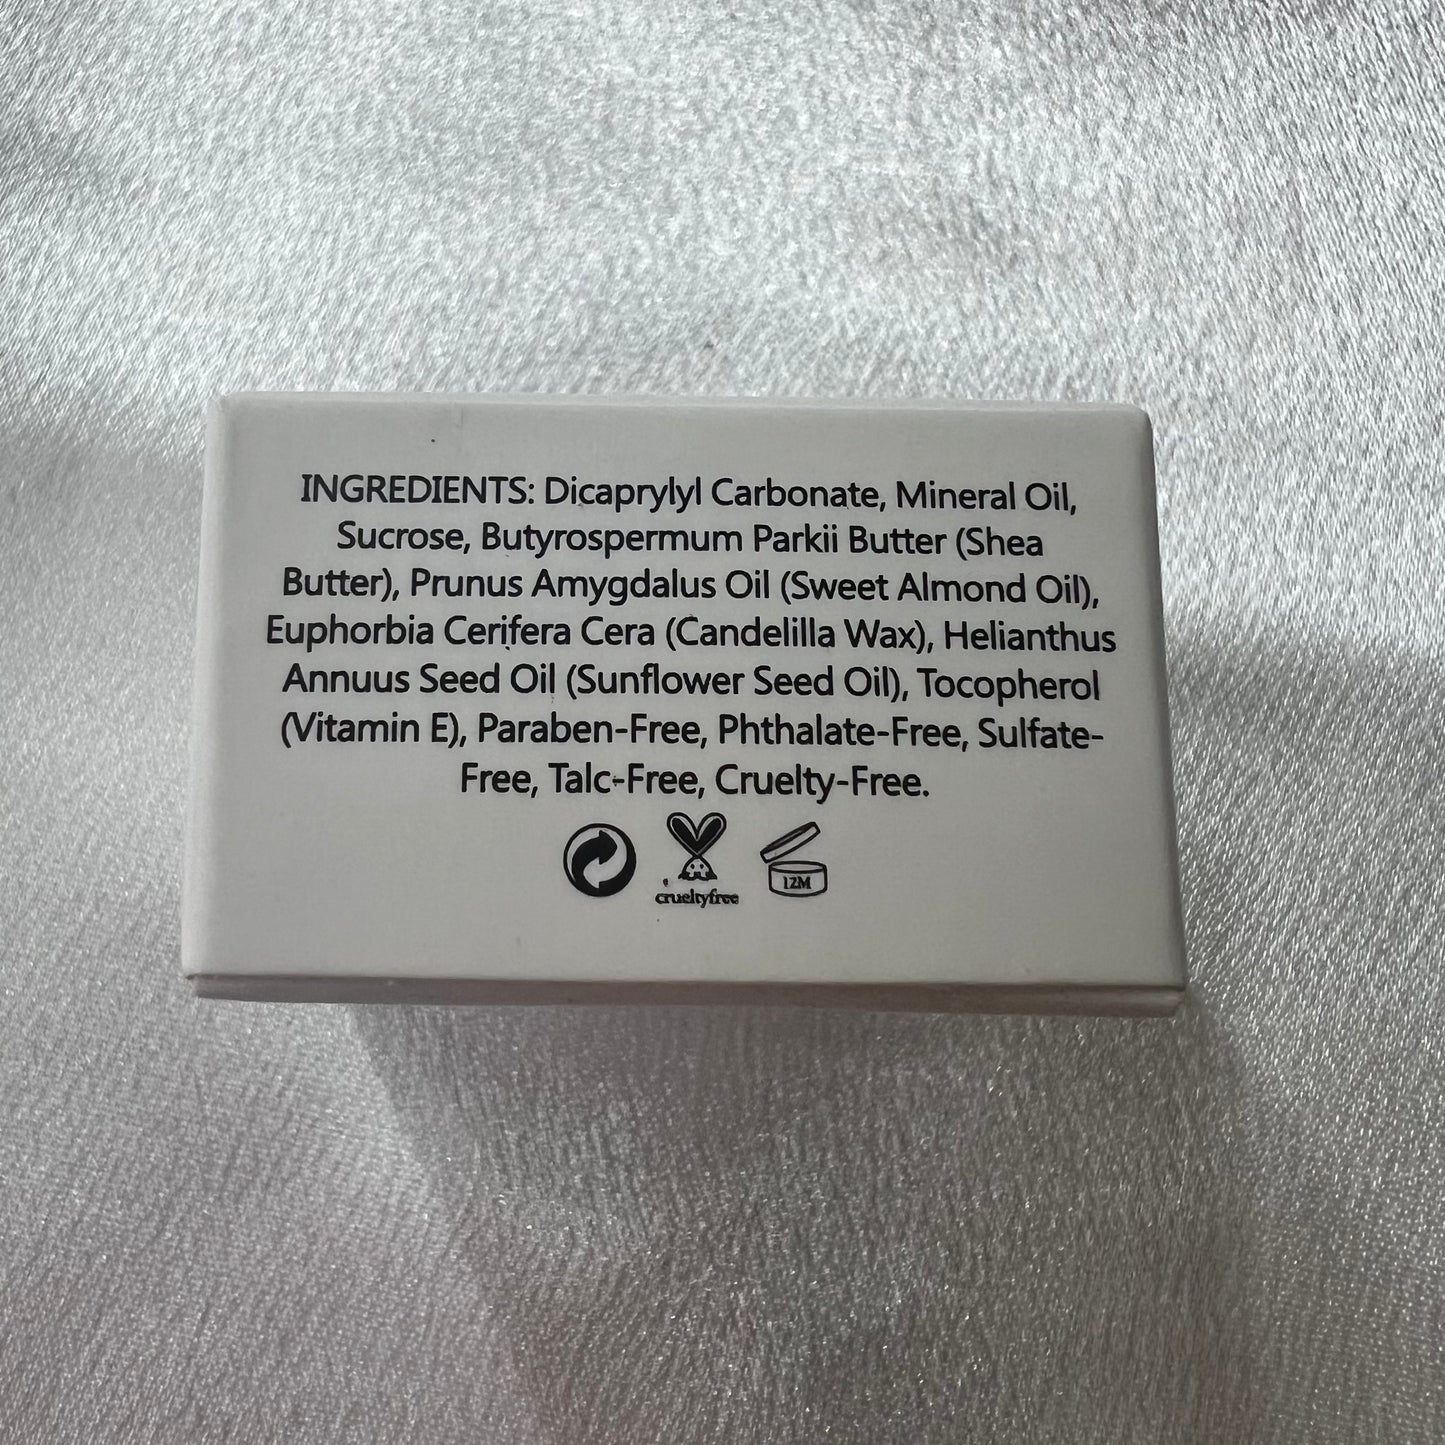 INGREDIENTS: Dicaprylyl Carbonate, Mineral Oil,
Sucrose, Butyrospermum Parkii Butter (Shea
Butter), Prunus Amygdalus Oil (Sweet Almond Oil),
Euphorbia Cerifera Cera (Candelilla Wax), Helianthus
Annuus Seed Oil (Sunflower Seed Oil), Tocopherol
(Vitamin E), Paraben-Free, Phthalate-Free, Sulfate-
Free, Talc-Free, Cruelty-Free.
12M
crueltyfree